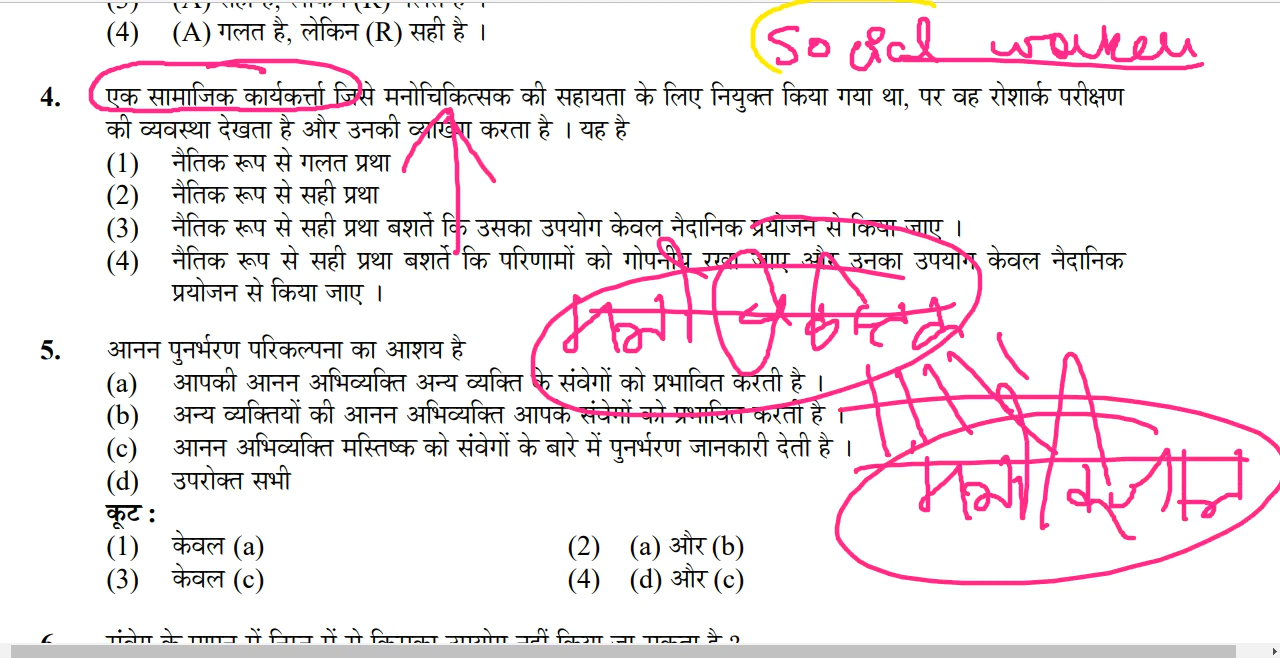 (4) (A) गलत है, लेकिन (R) सही है ।
Social worker
4. एक सामाजिक कार्यकर्त्ता जिसे मनोचिकित्सक की सहायता के लिए नियुक्त किया गया था, पर वह रोशार्क परीक्षण
की व्यवस्था देखता है और उनकी व्याख्या करता है । यह है
(1) नैतिक रूप से गलत प्रथा
(2) नैतिक रूप से सही प्रथा
(3) नैतिक रूप से सही प्रथा बशर्ते कि उसका उपयोग केवल नैदानिक प्रयोजन से किया जाए ।
(4) नैतिक रूप से सही प्रथा बशर्ते कि परिणामों को गोपनीय रखा जाए और उनका उपयोग केवल नैदानिक
प्रयोजन से किया जाए ।
5. आनन पुनर्भरण परिकल्पना का आशय है
(a) आपकी आनन अभिव्यक्ति अन्य व्यक्ति के संवेगों को प्रभावित करती है ।
(b) अन्य व्यक्तियों की आनन अभिव्यक्ति आपके संवेगों को प्रभावित करती है ।
(c) आनन अभिव्यक्ति मस्तिष्क को संवेगों के बारे में पुनर्भरण जानकारी देती है ।
(d) उपरोक्त सभी
कूट :
(1) केवल (a) (2) (a) और (b)
(3) केवल (c) (4) (d) और (c)